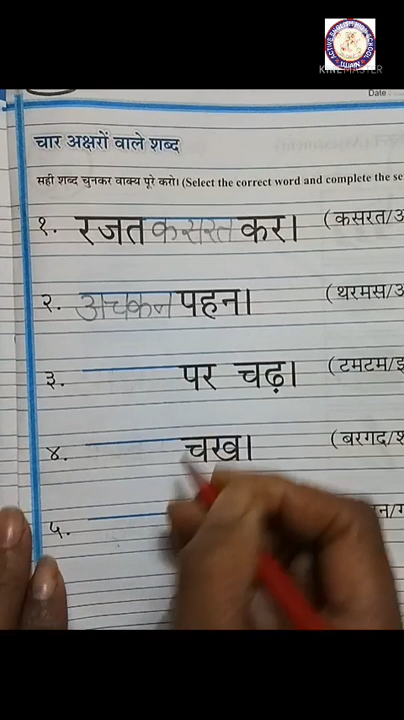 KINEMASTER
Date
चार अक्षरों वाले शब्द
सही शब्द चुनकर वाक्य पूरे करो। (Select the correct word and complete the se
१. रजत कसरत कर। (कसरत/अ
२. अचकन पहन। (थरमस/अ
३. पर चढ़। (टमटम/इ
४. चख। (बरगद/श
५. न/ग